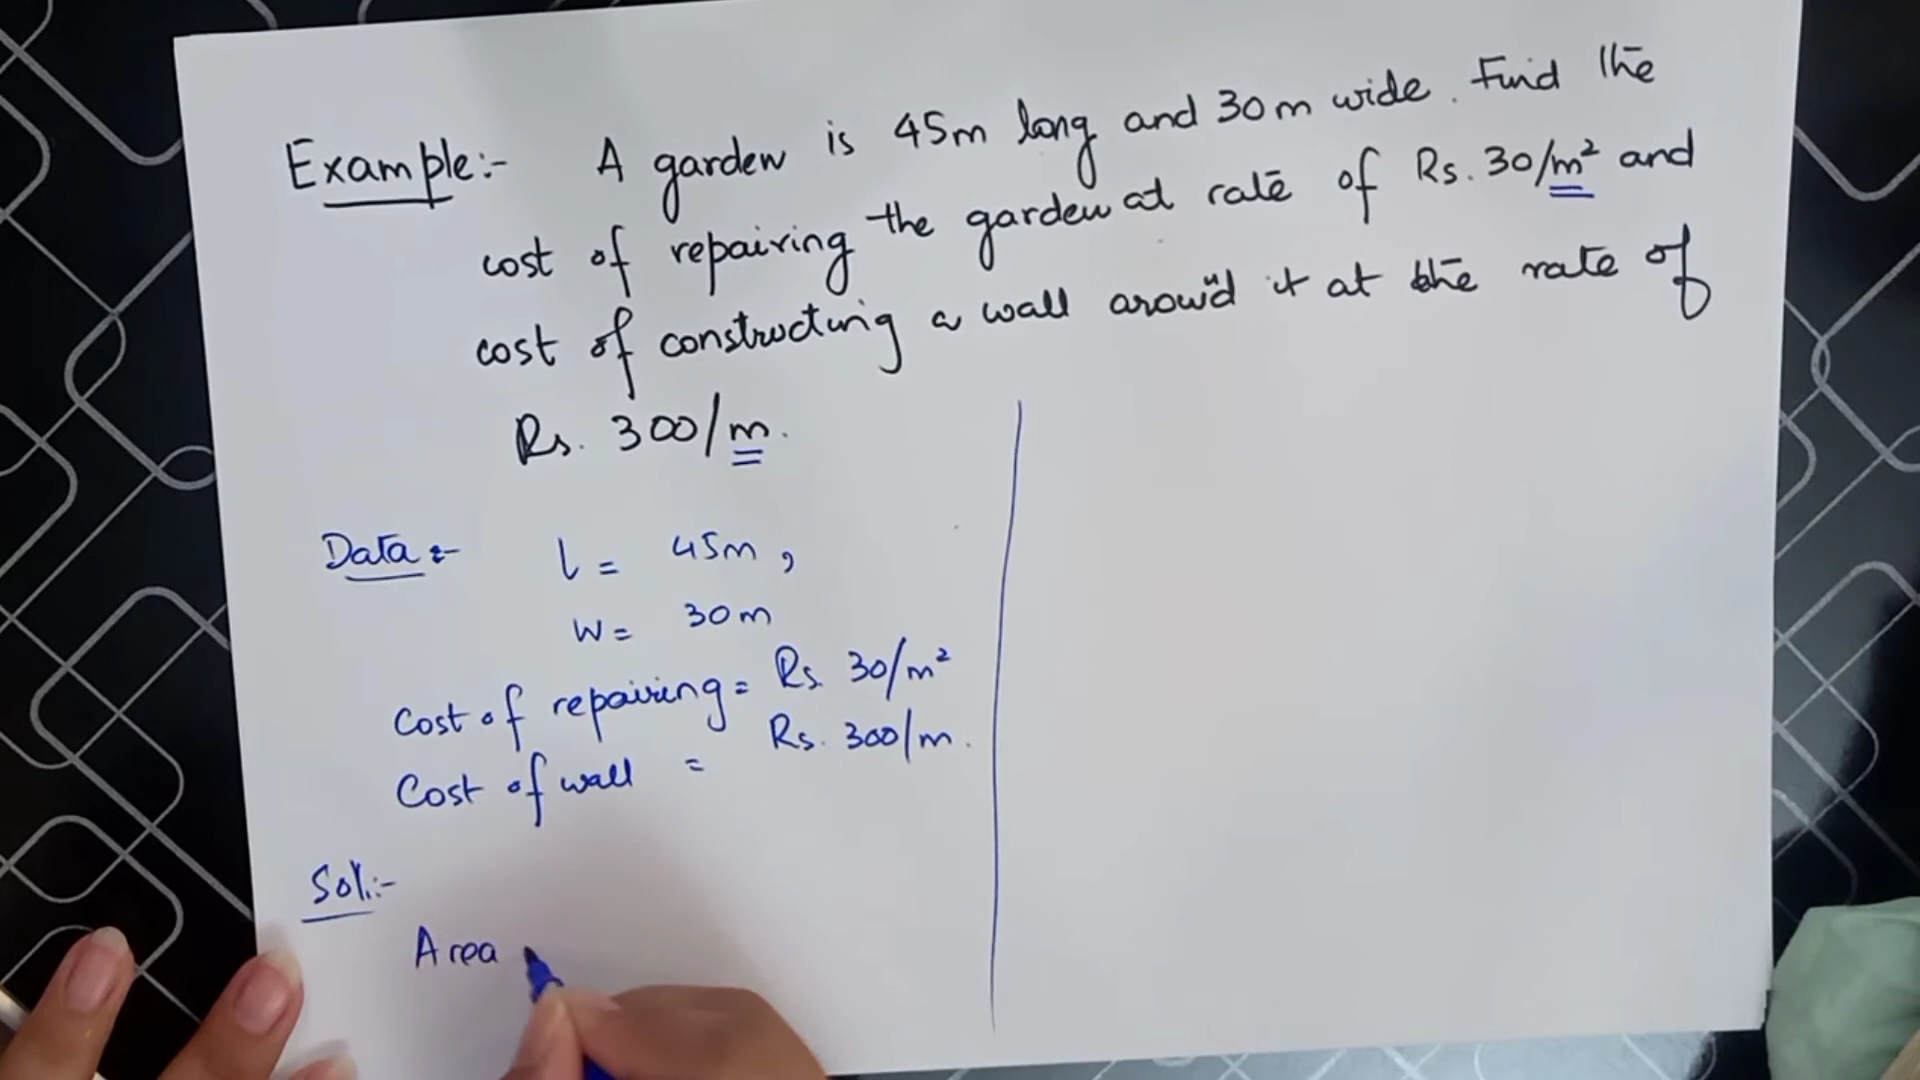 Example:- A garden is 45m long and 30m wide. Find the
cost of repairing the garden at rate of Rs. 30/m² and
cost of constructing a wall around it at the rate of
Rs. 300/m.
Data:- l = 45m,
w = 30m
Cost of repairing = Rs. 30/m²
Cost of wall = Rs. 300/m.
Sol:-
Area